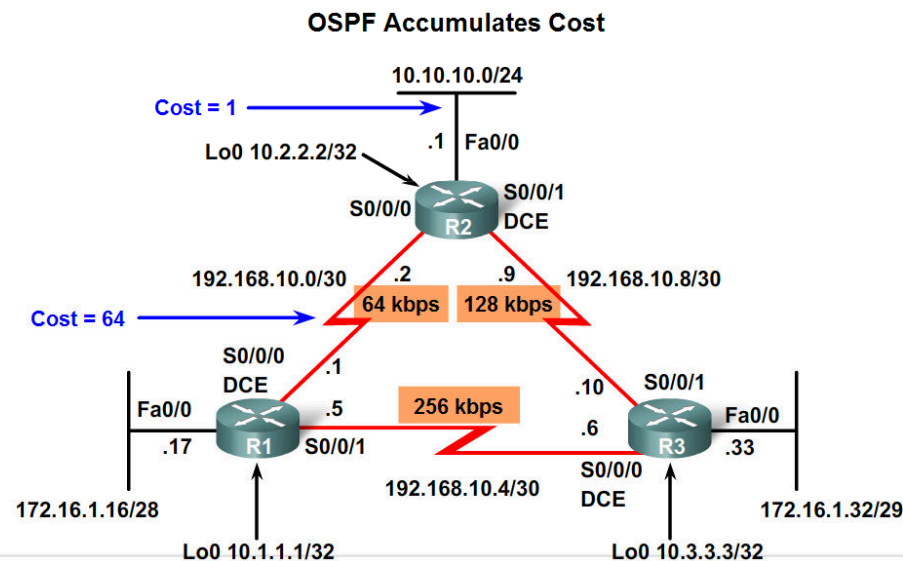 OSPF Accumulates Cost
10.10.10.0/24
Cost = 1
.1
Fa0/0
Lo0 10.2.2.2/32
S0/0/0
S0/0/1
DCE
R2
192.168.10.0/30
.2
.9
192.168.10.8/30
64 kbps
128 kbps
Cost = 64
S0/0/0
DCE
.1
.10
S0/0/1
Fa0/0
.5
256 kbps
.6
Fa0/0
.17
R1
S0/0/1
R3
.33
192.168.10.4/30
S0/0/0
DCE
172.16.1.16/28
172.16.1.32/29
Lo0 10.1.1.1/32
Lo0 10.3.3.3/32